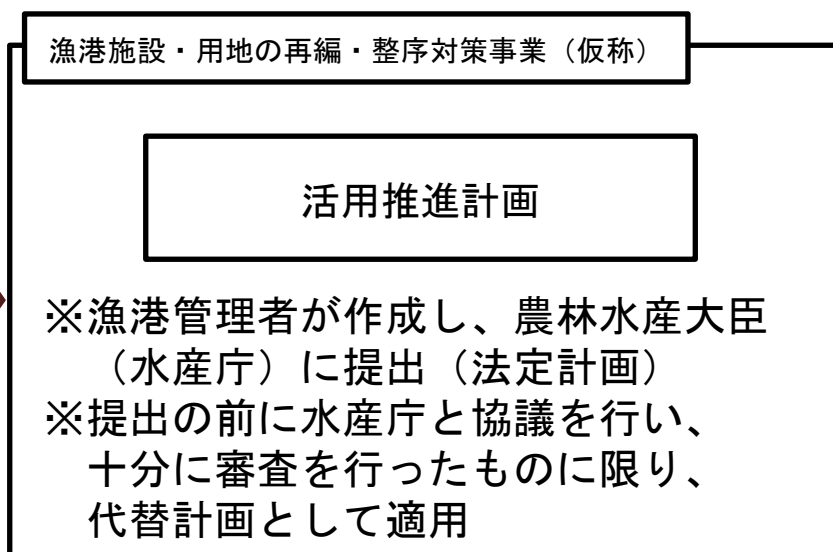 漁港施設・用地の再編・整序対策事業（仮称）
活用推進計画
※漁港管理者が作成し、農林水産大臣
（水産庁）に提出（法定計画）
※提出の前に水産庁と協議を行い、
十分に審査を行ったものに限り、
代替計画として適用